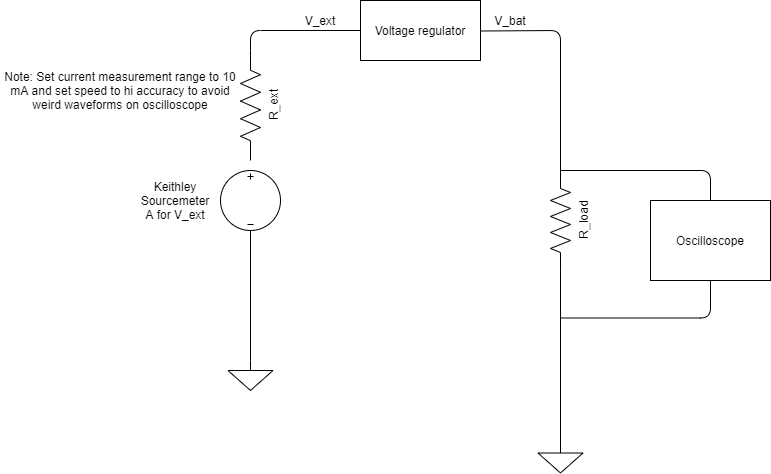 V_ext
Voltage regulator
V_bat
Note: Set current measurement range to 10
mA and set speed to hi accuracy to avoid
weird waveforms on oscilloscope
R_ext
+
Keithley
Sourcemeter
A for V_ext
−
R_load
Oscilloscope